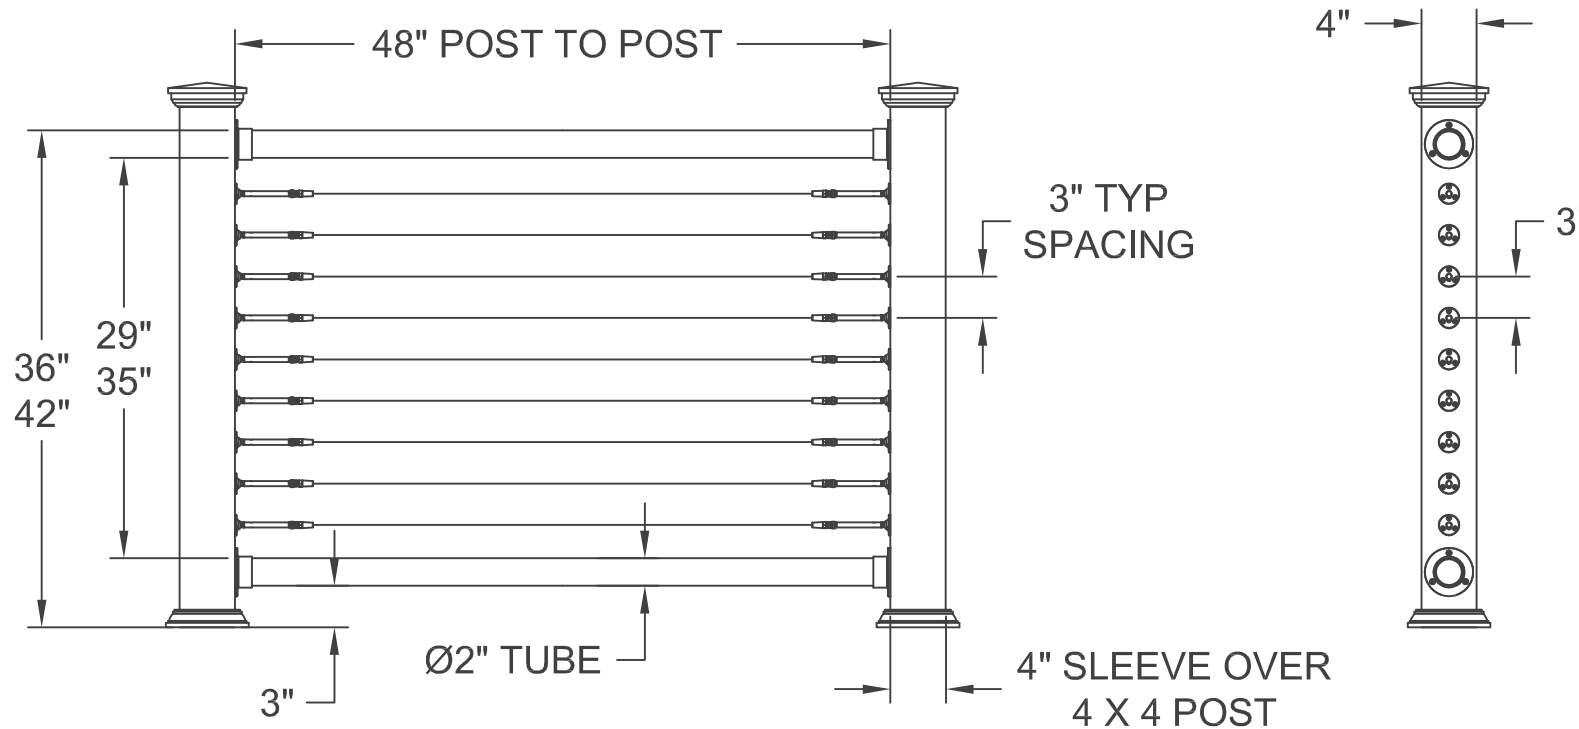 48" POST TO POST
4"
3" TYP
SPACING
3
29"
35"
36"
42"
Ø2" TUBE
3"
4" SLEEVE OVER
4 X 4 POST